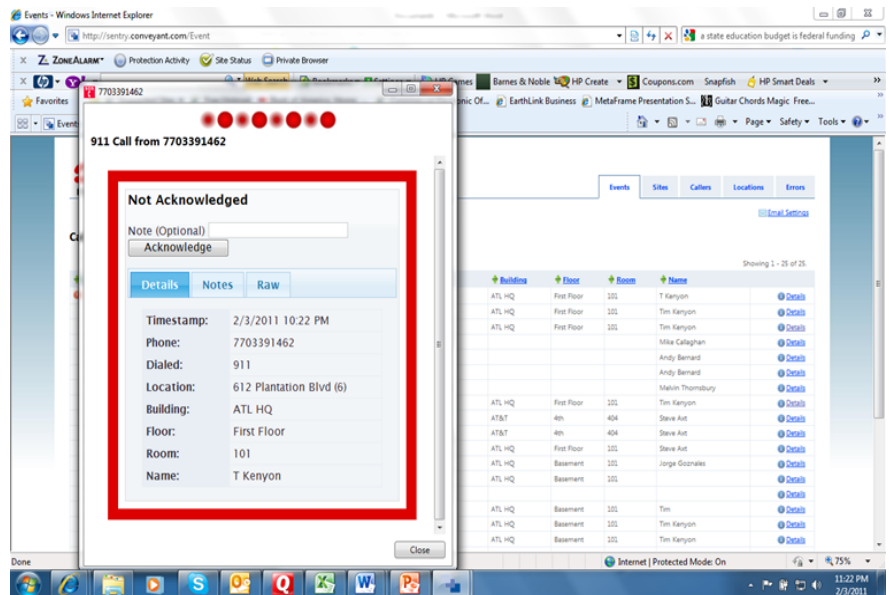 Events - Windows Internet Explorer
http://sentry.conveyant.com/Event
a state education budget is federal funding
X ZONEALARM Protection Activity Site Status Private Browser
X Web Search HP Games Barnes & Noble HP Create Coupons.com Snapfish HP Smart Deals
Favorites EarthLink Business MetaFrame Presentation S... Guitar Chords Magic Free...
Page Safety Tools
7703391462
911 Call from 7703391462
Not Acknowledged
Note (Optional)
Acknowledge
Details Notes Raw
Timestamp: 2/3/2011 10:22 PM
Phone: 7703391462
Dialed: 911
Location: 612 Plantation Blvd (6)
Building: ATL HQ
Floor: First Floor
Room: 101
Name: T Kenyon
Close
Events Sites Callers Locations Errors
Email Settings
Showing 1 - 25 of 25.
Building Floor Room Name
ATL HQ First Floor 101 T Kenyon Details
ATL HQ First Floor 101 Tim Kenyon Details
ATL HQ First Floor 101 Tim Kenyon Details
Mike Callaghan Details
Andy Bernard Details
Andy Bernard Details
Melvin Thornsbury Details
ATL HQ First Floor 101 Tim Kenyon Details
AT&T 4th 404 Steve Axt Details
AT&T 4th 404 Steve Axt Details
ATL HQ First Floor 101 Steve Axt Details
ATL HQ Basement 101 Jorge Details
ATL HQ Basement 101 Details
Details
ATL HQ Basement 101 Tim Details
ATL HQ Basement 101 Tim Kenyon Details
ATL HQ Basement 101 Tim Kenyon Details
Done Internet | Protected Mode: On 75%
11:22 PM
2/3/2011